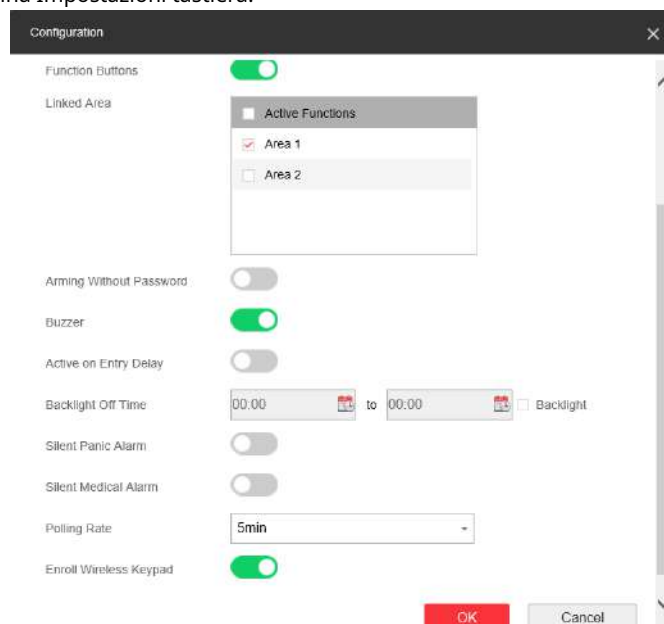 Impostazioni tastiera.
Configuration
Function Buttons
Linked Area
Active Functions
Area 1
Area 2
Arming Without Password
Buzzer
Active on Entry Delay
Backlight Off Time 00:00 to 00:00 Backlight
Silent Panic Alarm
Silent Medical Alarm
Polling Rate 5min
Enroll Wireless Keypad
OK Cancel